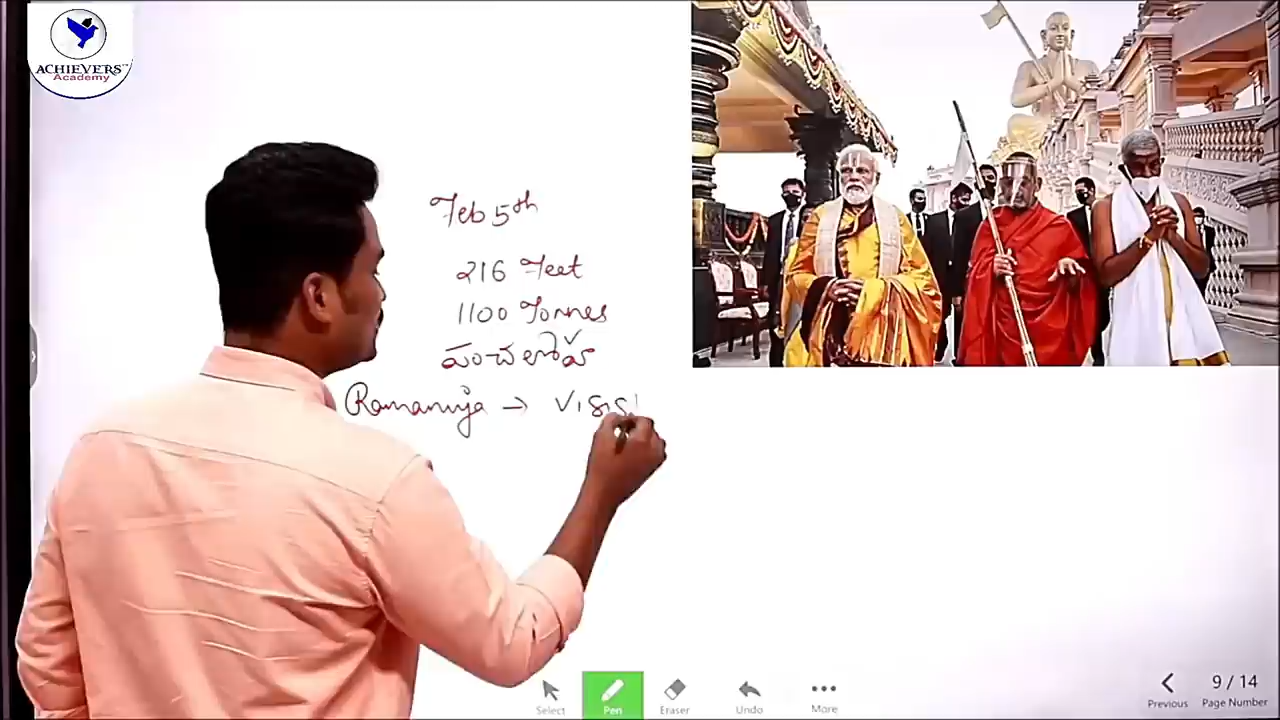 ACHIEVERS
Academy
Feb 5th
216 Feet
1100 Tonnes
పంచలోహ
Ramanuja → Visis
Select
Pen
Eraser
Undo
More
Previous
9 / 14
Page Number